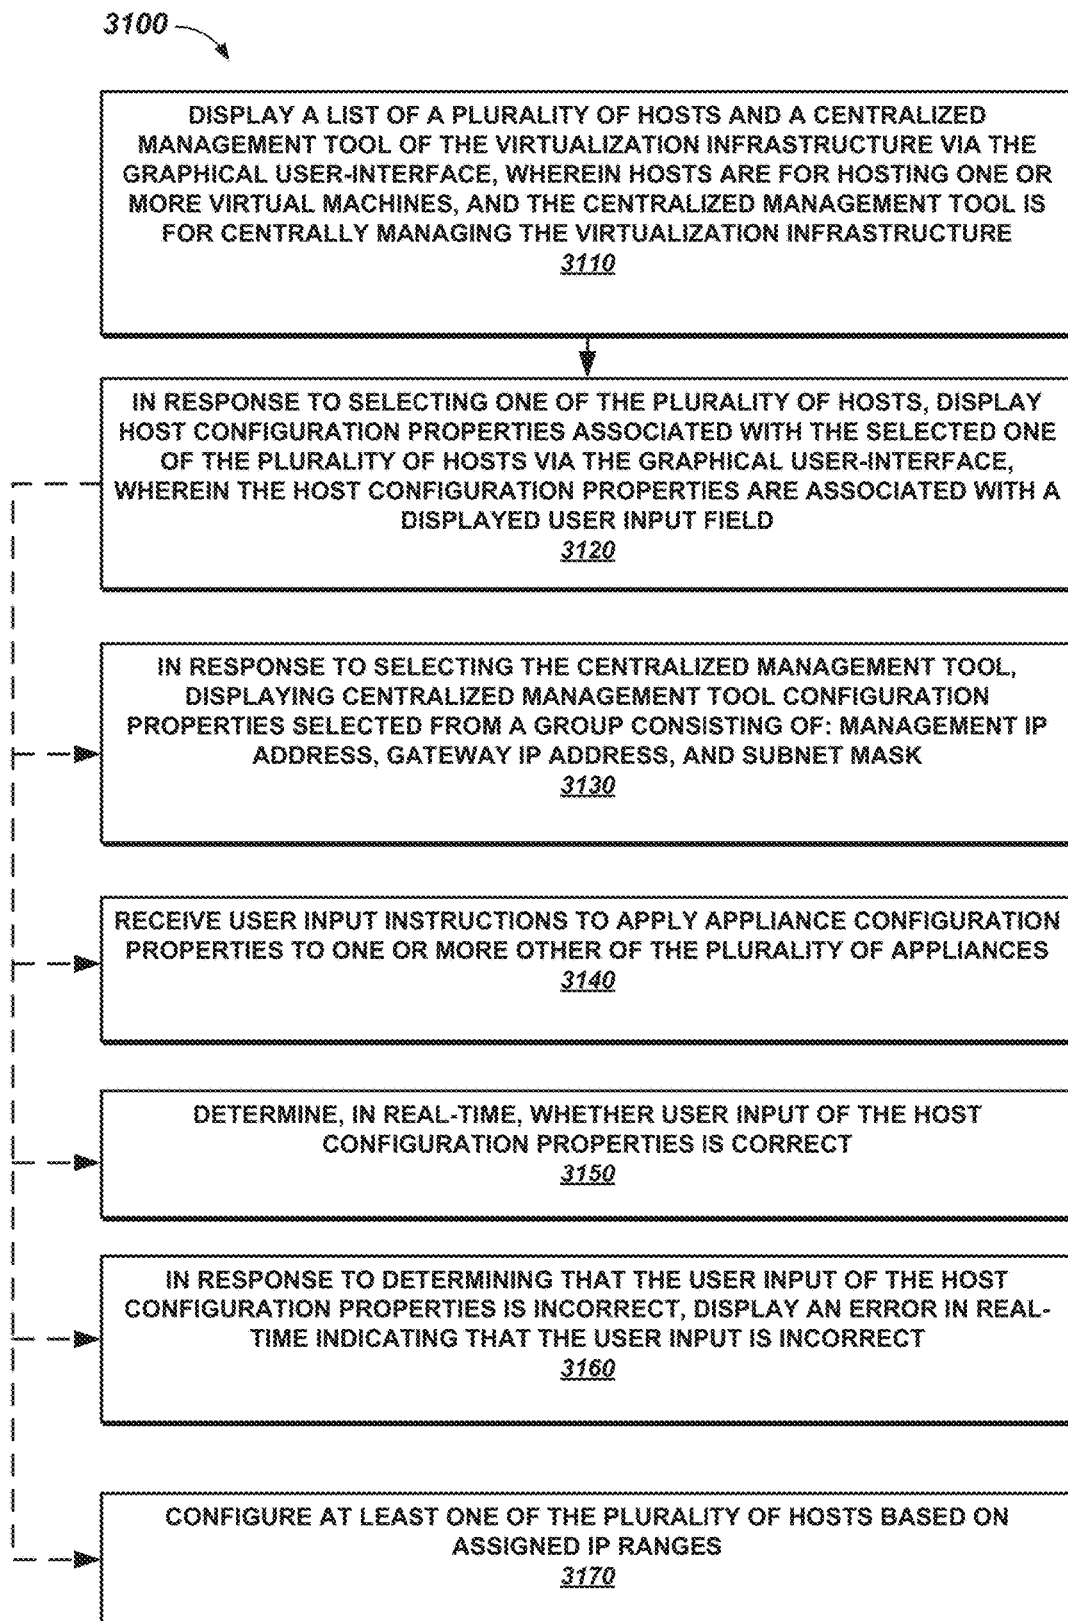 3100
DISPLAY A LIST OF A PLURALITY OF HOSTS AND A CENTRALIZED
MANAGEMENT TOOL OF THE VIRTUALIZATION INFRASTRUCTURE VIA THE
GRAPHICAL USER-INTERFACE, WHEREIN HOSTS ARE FOR HOSTING ONE OR
MORE VIRTUAL MACHINES, AND THE CENTRALIZED MANAGEMENT TOOL IS
FOR CENTRALLY MANAGING THE VIRTUALIZATION INFRASTRUCTURE
3110
IN RESPONSE TO SELECTING ONE OF THE PLURALITY OF HOSTS, DISPLAY
HOST CONFIGURATION PROPERTIES ASSOCIATED WITH THE SELECTED ONE
OF THE PLURALITY OF HOSTS VIA THE GRAPHICAL USER-INTERFACE,
WHEREIN THE HOST CONFIGURATION PROPERTIES ARE ASSOCIATED WITH A
DISPLAYED USER INPUT FIELD
3120
IN RESPONSE TO SELECTING THE CENTRALIZED MANAGEMENT TOOL,
DISPLAYING CENTRALIZED MANAGEMENT TOOL CONFIGURATION
PROPERTIES SELECTED FROM A GROUP CONSISTING OF: MANAGEMENT IP
ADDRESS, GATEWAY IP ADDRESS, AND SUBNET MASK
3130
RECEIVE USER INPUT INSTRUCTIONS TO APPLY APPLIANCE CONFIGURATION
PROPERTIES TO ONE OR MORE OTHER OF THE PLURALITY OF APPLIANCES
3140
DETERMINE, IN REAL-TIME, WHETHER USER INPUT OF THE HOST
CONFIGURATION PROPERTIES IS CORRECT
3150
IN RESPONSE TO DETERMINING THAT THE USER INPUT OF THE HOST
CONFIGURATION PROPERTIES IS INCORRECT, DISPLAY AN ERROR IN REAL-
TIME INDICATING THAT THE USER INPUT IS INCORRECT
3160
CONFIGURE AT LEAST ONE OF THE PLURALITY OF HOSTS BASED ON
ASSIGNED IP RANGES
3170